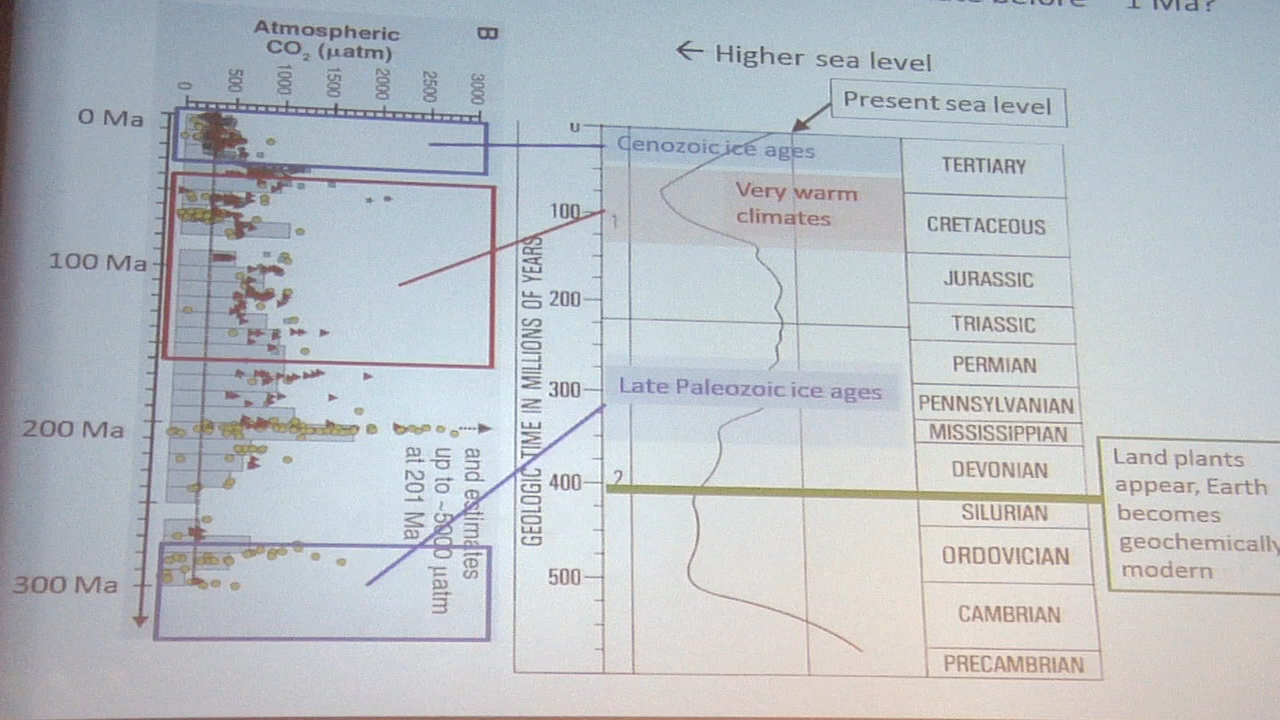 before ~ 1 Ma?
Atmospheric
CO₂ (µatm)
B
0
500
1000
1500
2000
2500
3000
0 Ma
100 Ma
200 Ma
300 Ma
and estimates
up to ~5000 µatm
at 201 Ma
← Higher sea level
Present sea level
GEOLOGIC TIME IN MILLIONS OF YEARS
0
100
200
300
400
500
1
2
Cenozoic ice ages
Very warm
climates
Late Paleozoic ice ages
TERTIARY
CRETACEOUS
JURASSIC
TRIASSIC
PERMIAN
PENNSYLVANIAN
MISSISSIPPIAN
DEVONIAN
SILURIAN
ORDOVICIAN
CAMBRIAN
PRECAMBRIAN
Land plants
appear, Earth
becomes
geochemically
modern